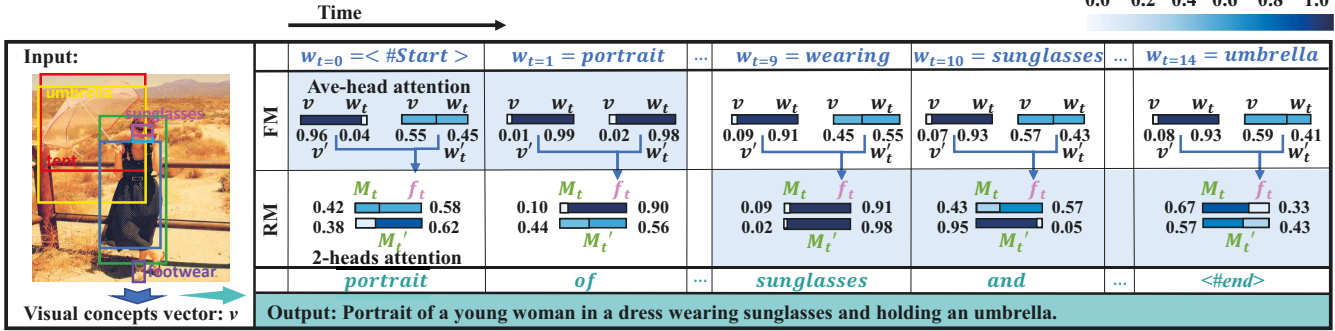 Time
0.0 0.2 0.4 0.6 0.8 1.0
Input:
w_{t=0} = < #Start >
w_{t=1} = portrait
...
w_{t=9} = wearing
w_{t=10} = sunglasses
...
w_{t=14} = umbrella
umbrella
sunglasses
tent
footwear
FM
Ave-head attention
v w_t v w_t
0.96 0.04 0.55 0.45
v' w_t'
v w_t v w_t
0.01 0.99 0.02 0.98
v' w_t'
v w_t v w_t
0.09 0.91 0.45 0.55
v' w_t'
v w_t v w_t
0.07 0.93 0.57 0.43
v' w_t'
v w_t v w_t
0.08 0.93 0.59 0.41
v' w_t'
RM
M_t f_t
0.42 0.58
0.38 0.62
M_t'
2-heads attention
M_t f_t
0.10 0.90
0.44 0.56
M_t'
M_t f_t
0.09 0.91
0.02 0.98
M_t'
M_t f_t
0.43 0.57
0.95 0.05
M_t'
M_t f_t
0.67 0.33
0.57 0.43
M_t'
portrait
of
...
sunglasses
and
...
<#end>
Visual concepts vector: v
Output: Portrait of a young woman in a dress wearing sunglasses and holding an umbrella.